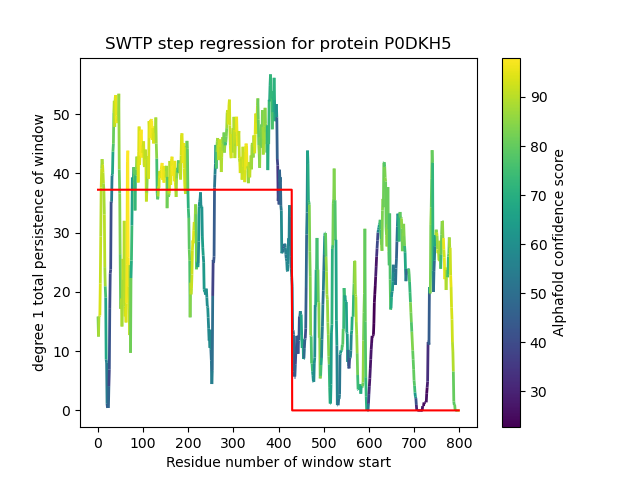 SWTP step regression for protein P0DKH5
degree 1 total persistence of window
50
40
30
20
10
0
0 100 200 300 400 500 600 700 800
Residue number of window start
90
80
70
60
50
40
30
Alphafold confidence score